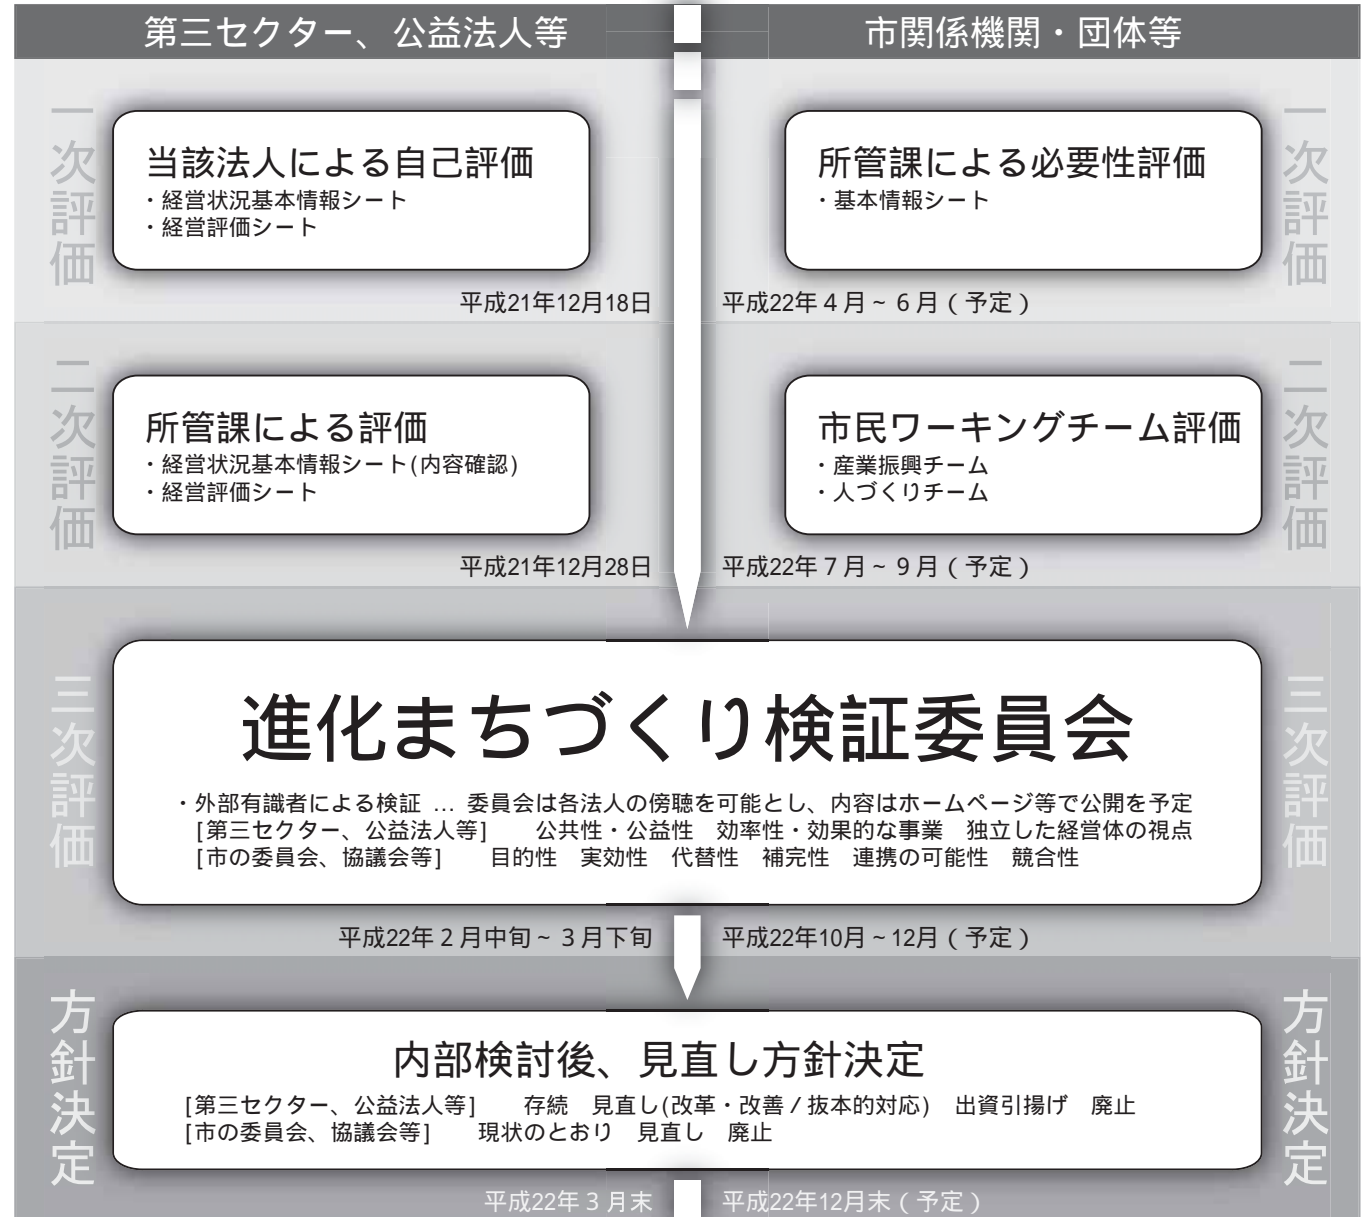 第三セクター、公益法人等
市関係機関・団体等
一次評価
当該法人による自己評価
・経営状況基本情報シート
・経営評価シート
平成21年12月18日
所管課による必要性評価
・基本情報シート
平成22年４月～６月（予定）
一次評価
二次評価
所管課による評価
・経営状況基本情報シート(内容確認)
・経営評価シート
平成21年12月28日
市民ワーキングチーム評価
・産業振興チーム
・人づくりチーム
平成22年７月～９月（予定）
二次評価
三次評価
進化まちづくり検証委員会
・外部有識者による検証 … 委員会は各法人の傍聴を可能とし、内容はホームページ等で公開を予定
[第三セクター、公益法人等]　公共性・公益性　効率性・効果的な事業　独立した経営体の視点
[市の委員会、協議会等]　目的性　実効性　代替性　補完性　連携の可能性　競合性
平成22年２月中旬～３月下旬
平成22年10月～12月（予定）
三次評価
方針決定
内部検討後、見直し方針決定
[第三セクター、公益法人等]　存続　見直し(改革・改善／抜本的対応)　出資引揚げ　廃止
[市の委員会、協議会等]　現状のとおり　見直し　廃止
平成22年３月末
平成22年12月末（予定）
方針決定